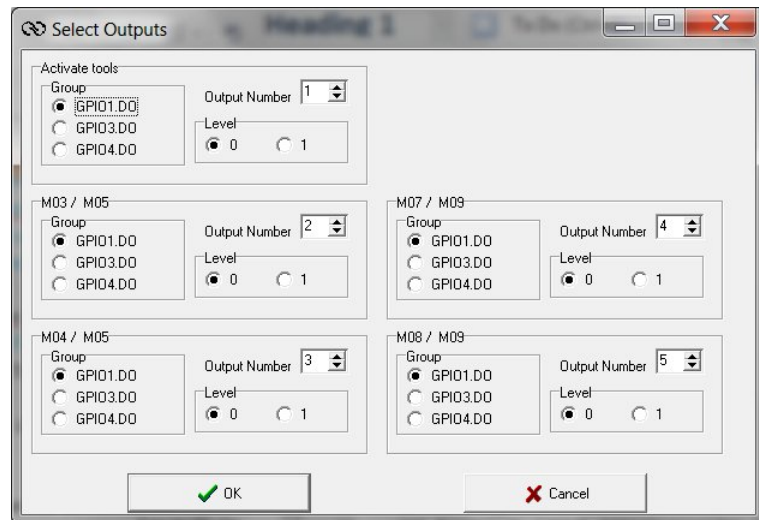 Select Outputs
Heading 1
Activate tools
Group
GPIO1.DO
GPIO3.DO
GPIO4.DO
Output Number 1
Level
0 1
M03 / M05
Group
GPIO1.DO
GPIO3.DO
GPIO4.DO
Output Number 2
Level
0 1
M07 / M09
Group
GPIO1.DO
GPIO3.DO
GPIO4.DO
Output Number 4
Level
0 1
M04 / M05
Group
GPIO1.DO
GPIO3.DO
GPIO4.DO
Output Number 3
Level
0 1
M08 / M09
Group
GPIO1.DO
GPIO3.DO
GPIO4.DO
Output Number 5
Level
0 1
OK
Cancel